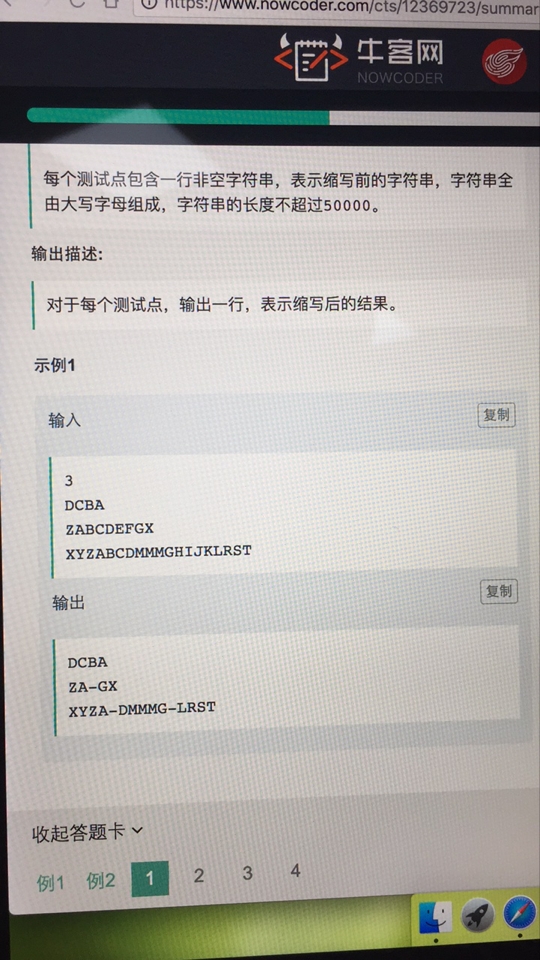 https://www.nowcoder.com/cts/12369723/summar
牛客网
NOWCODER
每个测试点包含一行非空字符串，表示缩写前的字符串，字符串全
由大写字母组成，字符串的长度不超过50000。
输出描述:
对于每个测试点，输出一行，表示缩写后的结果。
示例1
输入
复制
3
DCBA
ZABCDEFGX
XYZABCDMMMGHIJKLRST
输出
复制
DCBA
ZA-GX
XYZA-DMMMG-LRST
收起答题卡
例1 例2 1 2 3 4